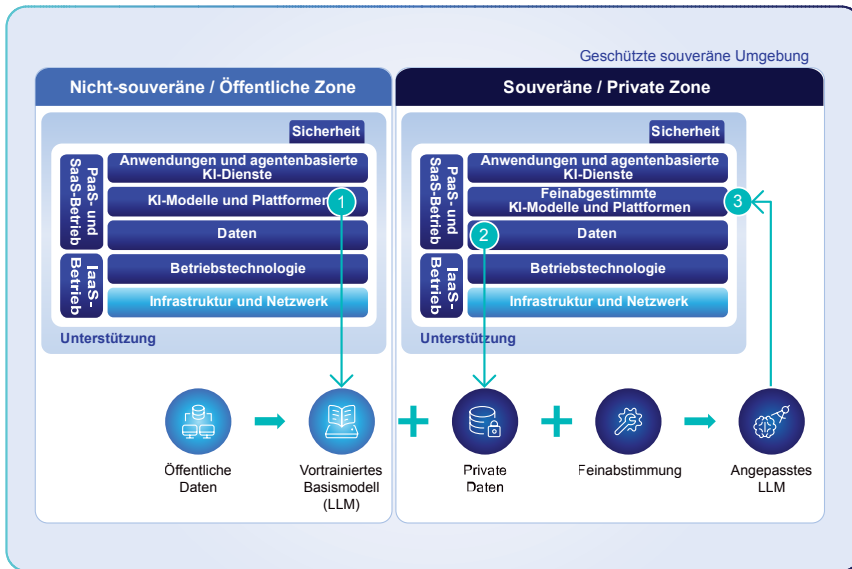 Geschützte souveräne Umgebung
Nicht-souveräne / Öffentliche Zone
Sicherheit
PaaS- und
SaaS-Betrieb
Anwendungen und agentenbasierte
KI-Dienste
KI-Modelle und Plattformen
1
Daten
IaaS-
Betrieb
Betriebstechnologie
Infrastruktur und Netzwerk
Unterstützung
Souveräne / Private Zone
Sicherheit
PaaS- und
SaaS-Betrieb
Anwendungen und agentenbasierte
KI-Dienste
Feinabgestimmte
KI-Modelle und Plattformen
3
2
Daten
IaaS-
Betrieb
Betriebstechnologie
Infrastruktur und Netzwerk
Unterstützung
Öffentliche
Daten
Vortrainiertes
Basismodell
(LLM)
Private
Daten
Feinabstimmung
Angepasstes
LLM